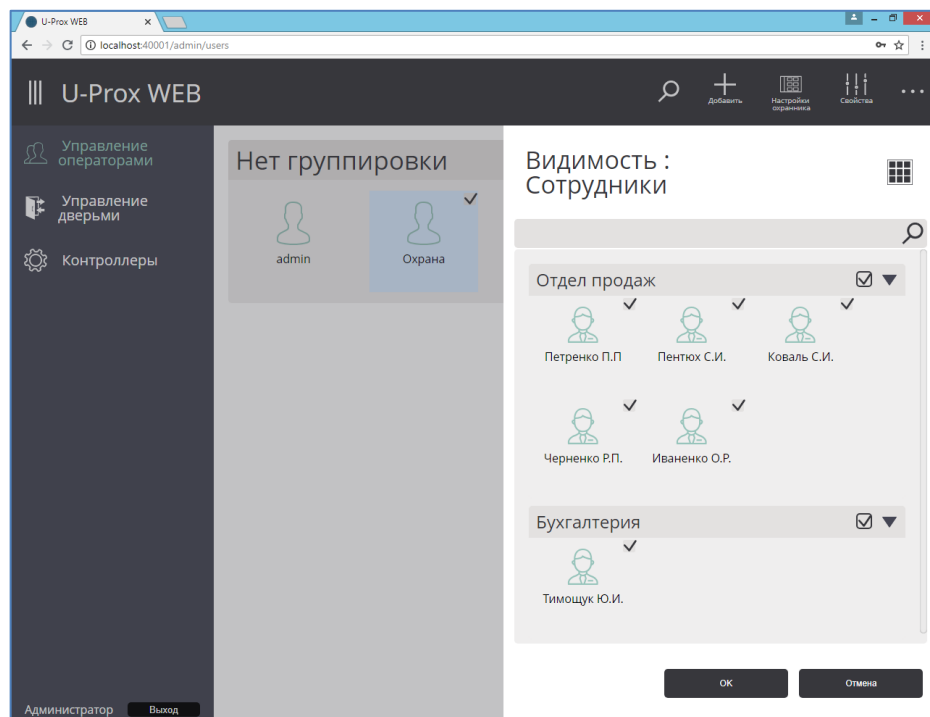 U-Prox WEB
localhost:40001/admin/users
U-Prox WEB
Добавить
Настройки
охранника
Свойства
Управление
операторами
Управление
дверьми
Контроллеры
Нет группировки
admin
Охрана
Видимость :
Сотрудники
Отдел продаж
Петренко П.П
Пентюх С.И.
Коваль С.И.
Черненко Р.П.
Иваненко О.Р.
Бухгалтерия
Тимощук Ю.И.
OK
Отмена
Администратор
Выход